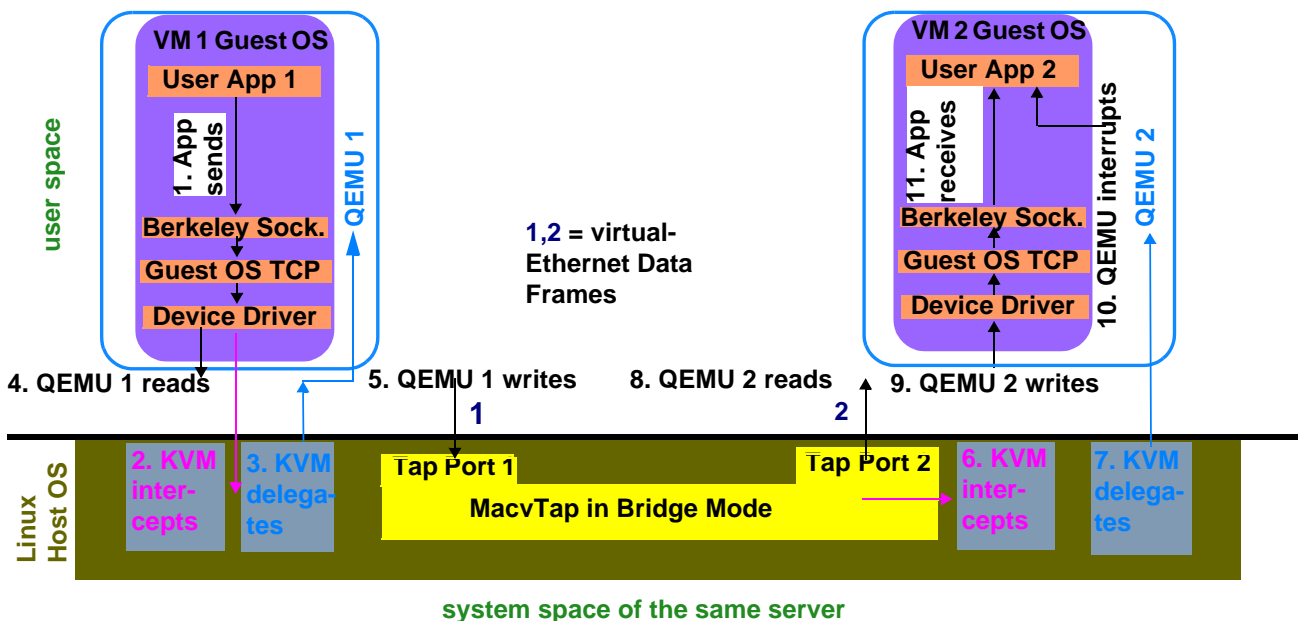 VM 1 Guest OS
User App 1
1. App
sends
Berkeley Sock.
Guest OS TCP
Device Driver
QEMU 1
user space
1,2 = virtual-
Ethernet Data
Frames
VM 2 Guest OS
User App 2
11. App
receives
Berkeley Sock.
Guest OS TCP
Device Driver
10. QEMU interrupts
QEMU 2
4. QEMU 1 reads
5. QEMU 1 writes
8. QEMU 2 reads
9. QEMU 2 writes
1
2
Linux
Host OS
2. KVM
inter-
cepts
3. KVM
delega-
tes
Tap Port 1
Tap Port 2
MacvTap in Bridge Mode
6. KVM
inter-
cepts
7. KVM
delega-
tes
system space of the same server